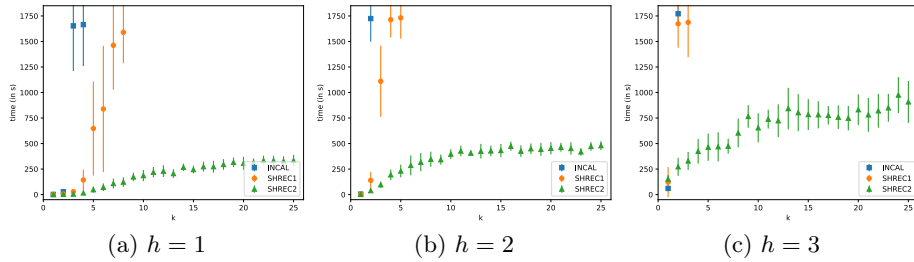 1750
1500
1250
1000
750
500
250
0
time (in s)
0 5 10 15 20 25
k
INCAL
SHREC1
SHREC2
(a) h = 1
1750
1500
1250
1000
750
500
250
0
time (in s)
0 5 10 15 20 25
k
INCAL
SHREC1
SHREC2
(b) h = 2
1750
1500
1250
1000
750
500
250
0
time (in s)
0 5 10 15 20 25
k
INCAL
SHREC1
SHREC2
(c) h = 3